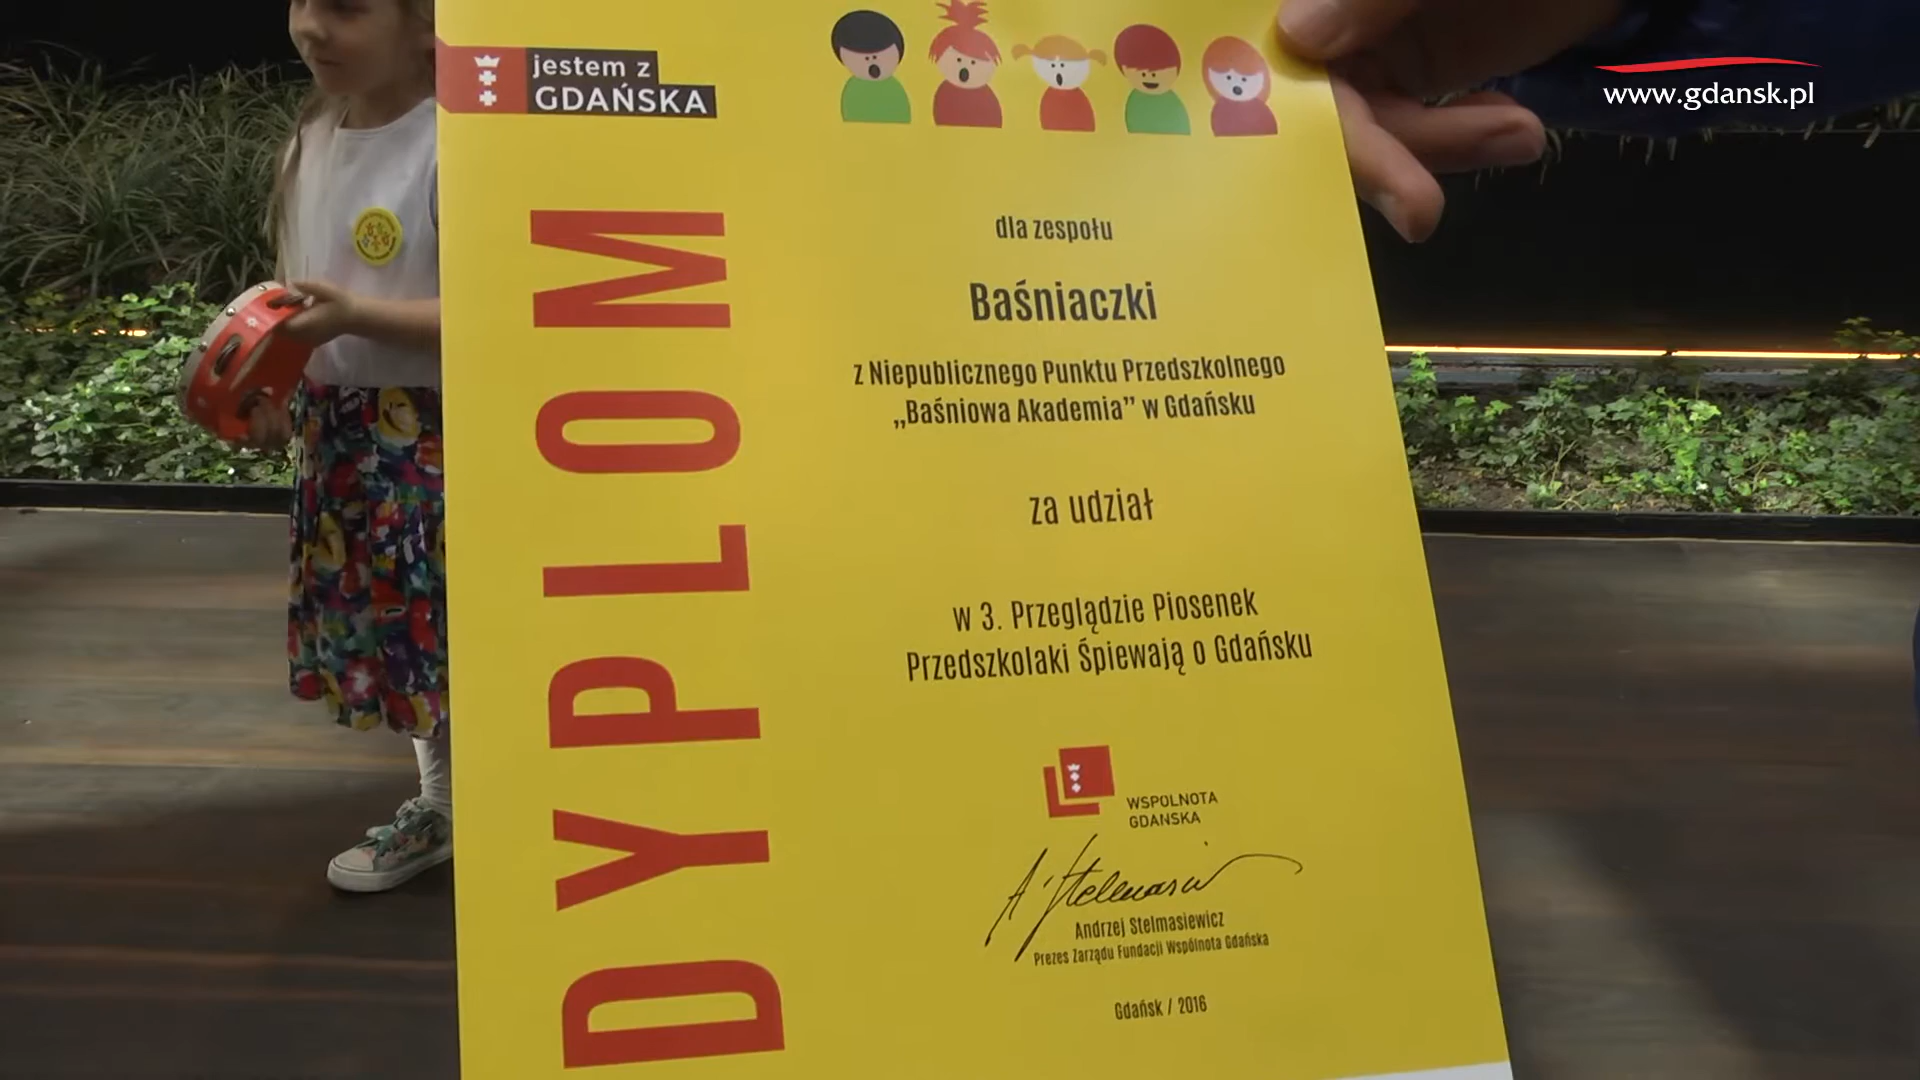 jestem z
GDAŃSKA
www.gdansk.pl
DYPLOM
dla zespołu
Baśniaczki
z Niepublicznego Punktu Przedszkolnego
„Baśniowa Akademia” w Gdańsku
za udział
w 3. Przeglądzie Piosenek
Przedszkolaki Śpiewają o Gdańsku
WSPÓLNOTA
GDAŃSKA
Andrzej Stelmasiewicz
Prezes Zarządu Fundacji Wspólnota Gdańska
Gdańsk / 2016